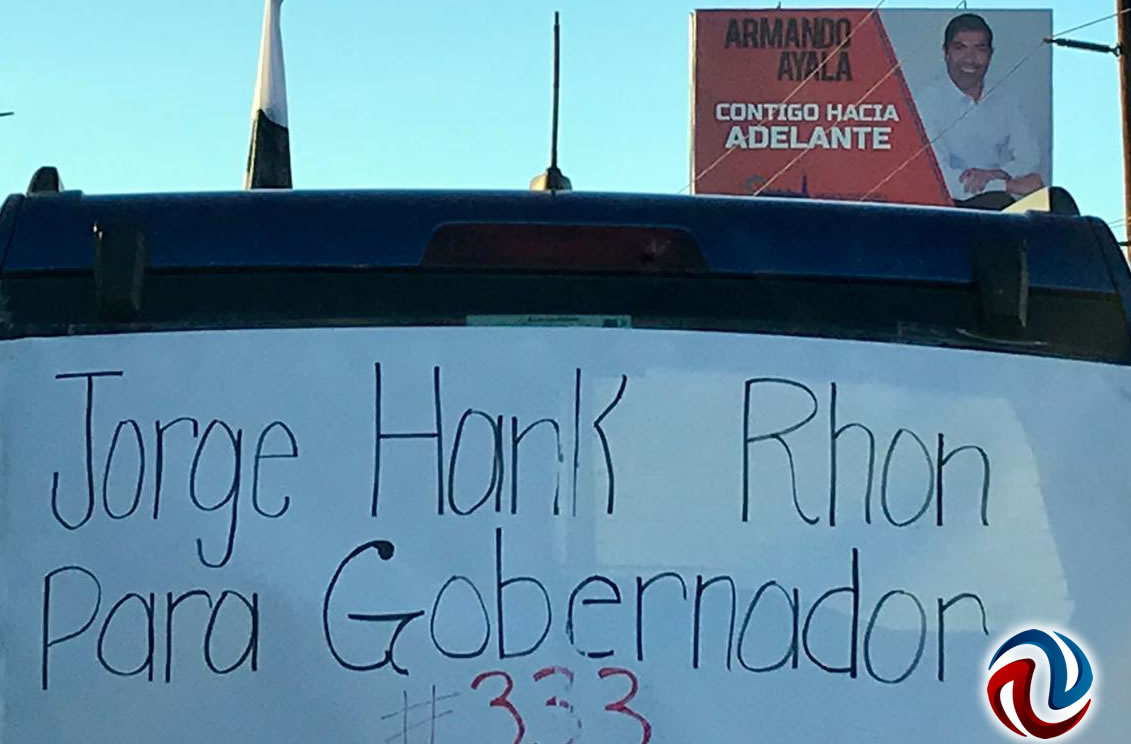 ARMANDO
AYALA
CONTIGO HACIA
ADELANTE
Jorge Hank Rhon
Para Gobernador
#333